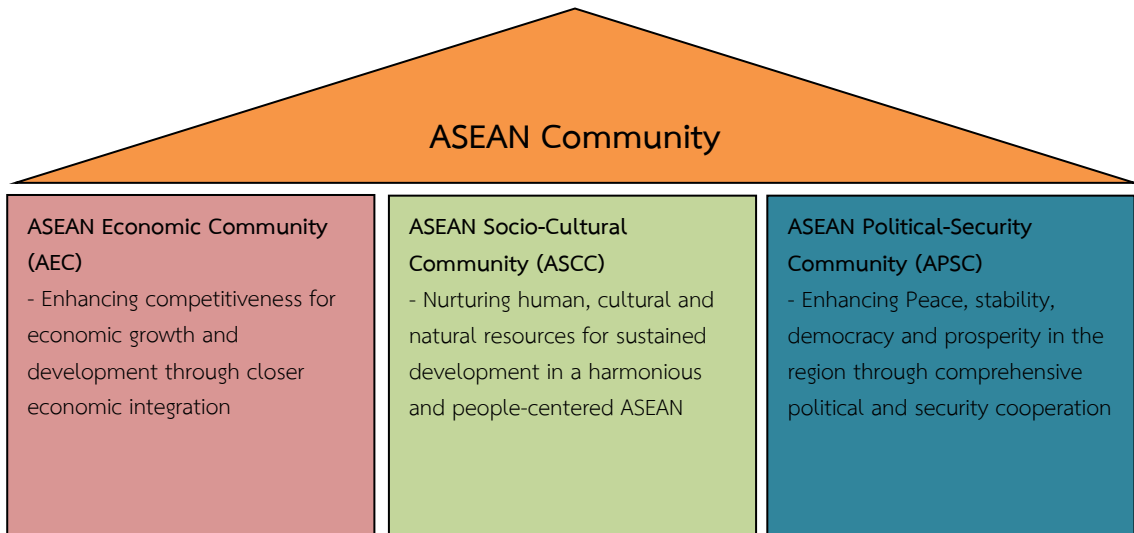 ASEAN Community
ASEAN Economic Community
(AEC)
- Enhancing competitiveness for
economic growth and
development through closer
economic integration
ASEAN Socio-Cultural
Community (ASCC)
- Nurturing human, cultural and
natural resources for sustained
development in a harmonious
and people-centered ASEAN
ASEAN Political-Security
Community (APSC)
- Enhancing Peace, stability,
democracy and prosperity in the
region through comprehensive
political and security cooperation